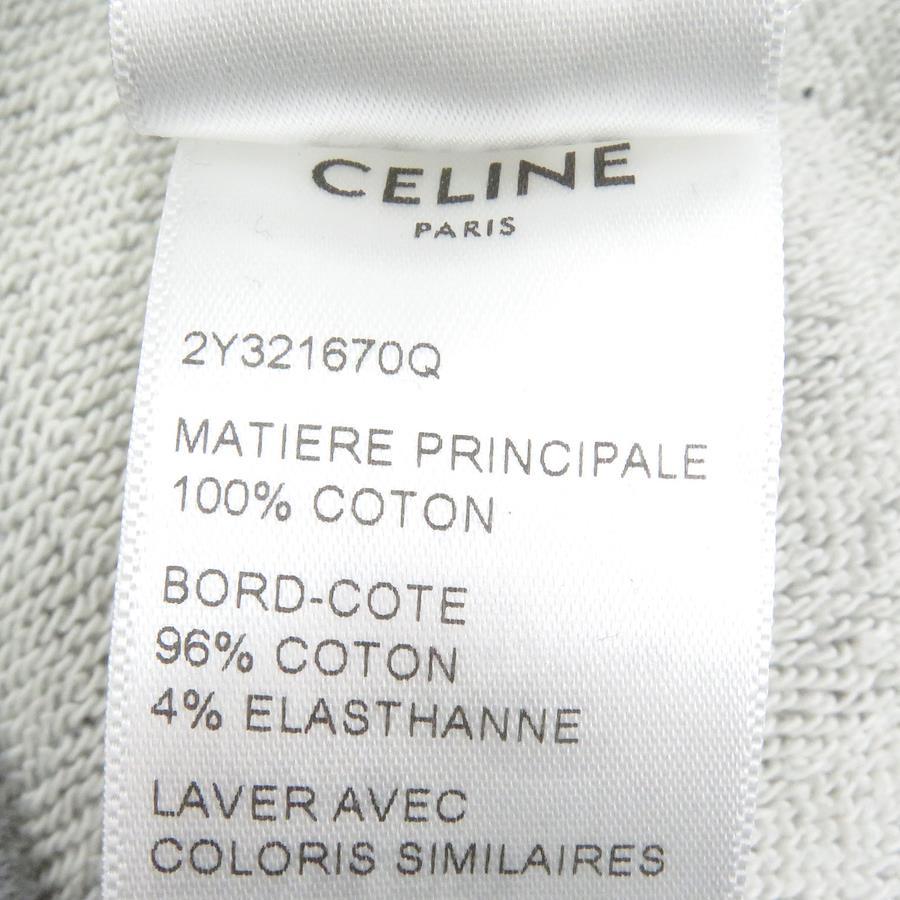 CELINE
PARIS
2Y321670Q
MATIERE PRINCIPALE
100% COTON
BORD-COTE
96% COTON
4% ELASTHANNE
LAVER AVEC
COLORIS SIMILAIRES